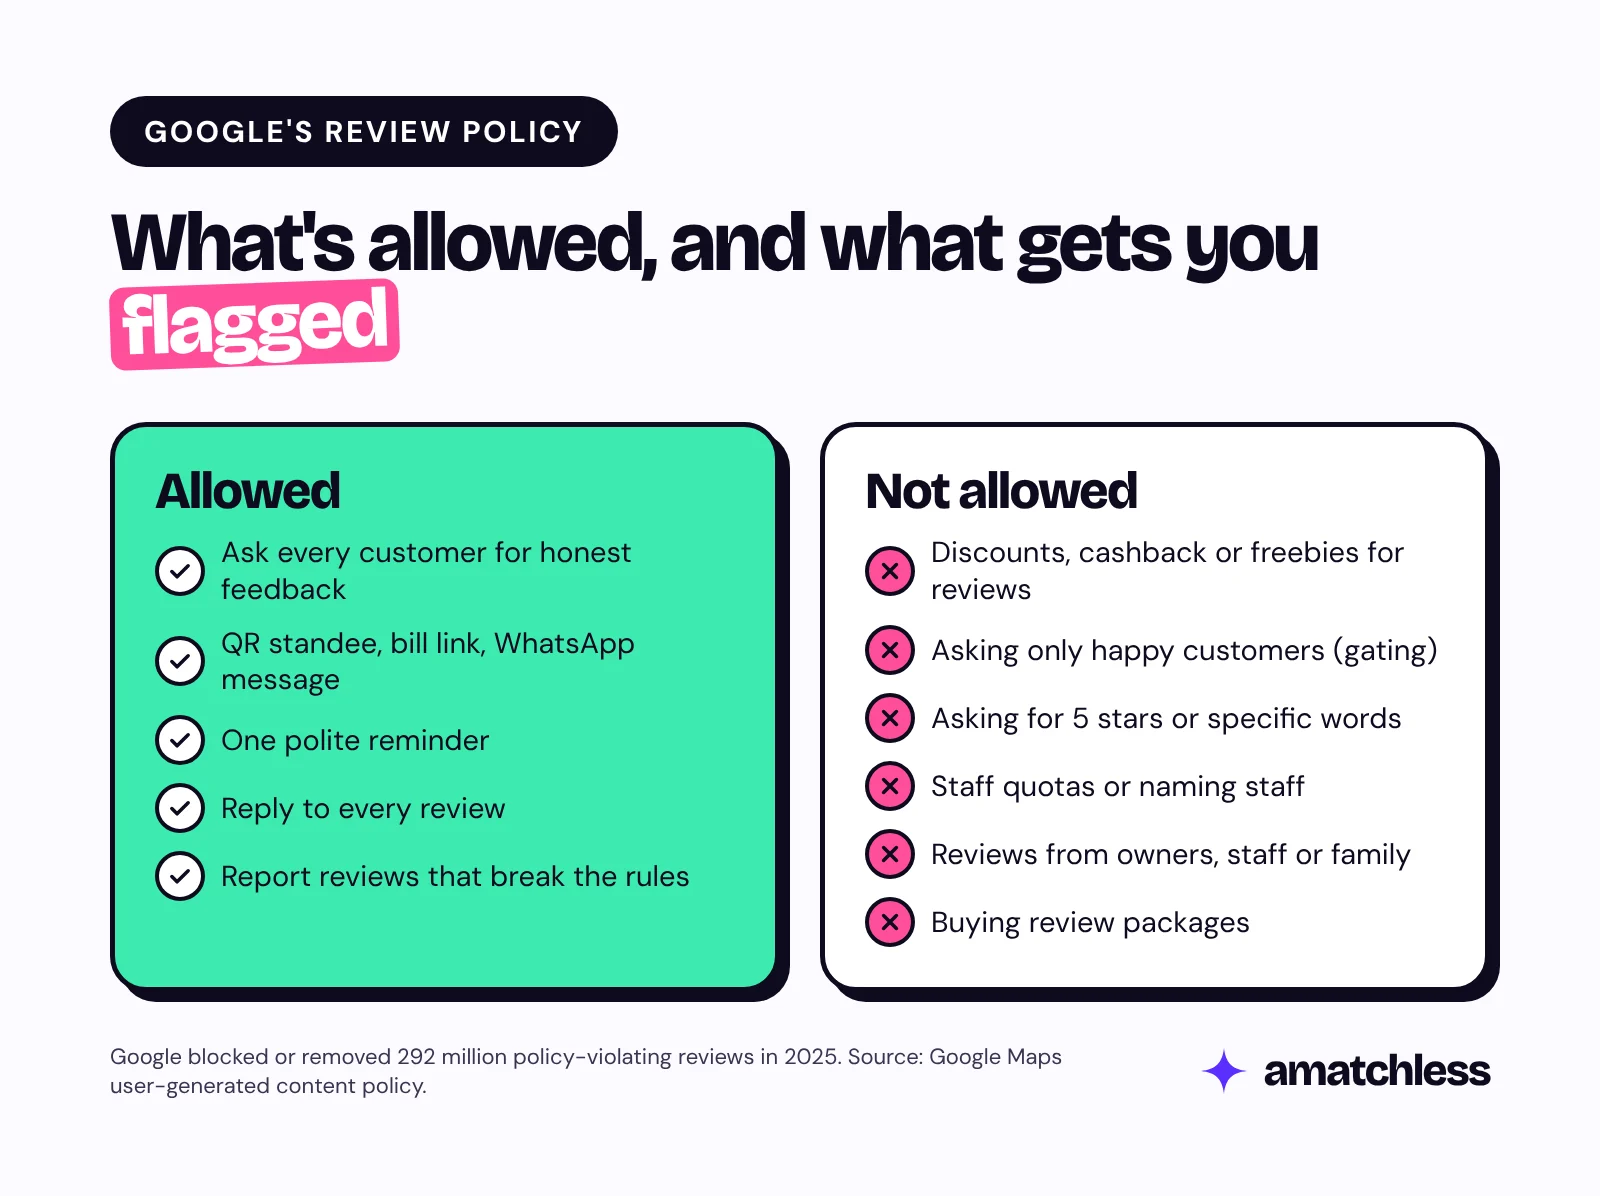 GOOGLE'S REVIEW POLICY
What's allowed, and what gets you
flagged
Allowed
Ask every customer for honest
feedback
QR standee, bill link, WhatsApp
message
One polite reminder
Reply to every review
Report reviews that break the rules
Not allowed
Discounts, cashback or freebies for
reviews
Asking only happy customers (gating)
Asking for 5 stars or specific words
Staff quotas or naming staff
Reviews from owners, staff or family
Buying review packages
Google blocked or removed 292 million policy-violating reviews in 2025. Source: Google Maps
user-generated content policy.
amatchless